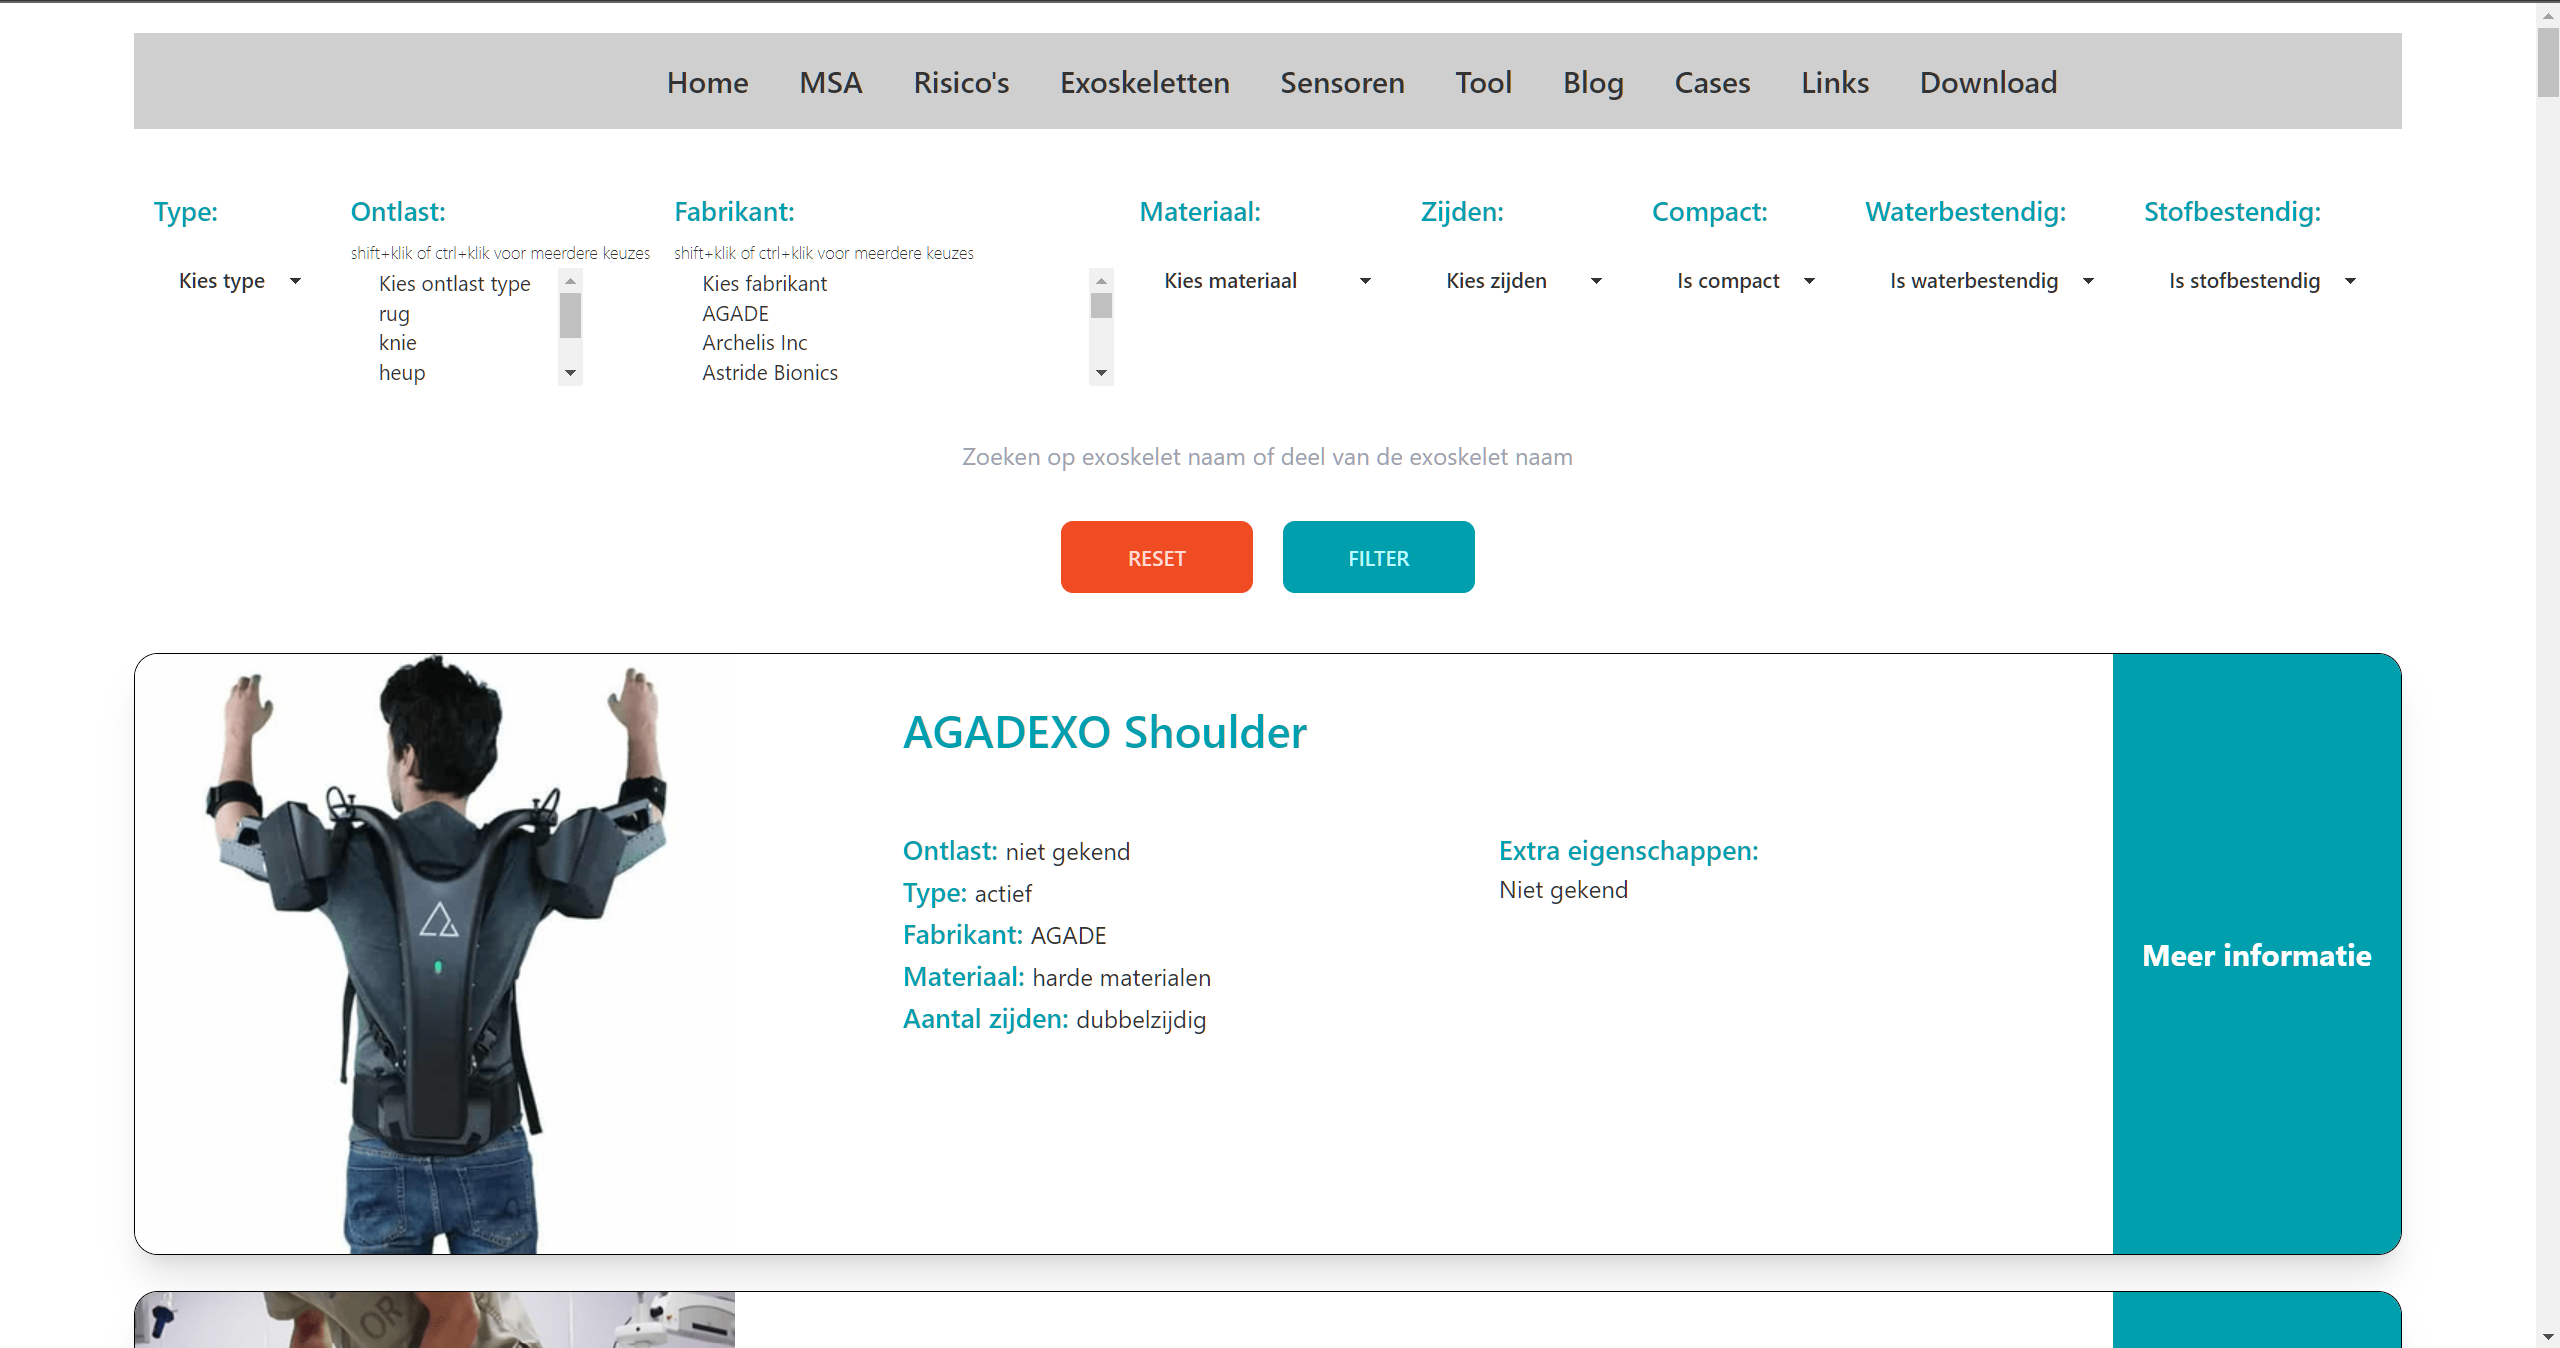 Home MSA Risico's Exoskeletten Sensoren Tool Blog Cases Links Download
Type: Ontlast: Fabrikant: Materiaal: Zijden: Compact: Waterbestendig: Stofbestendig:
shift+klik of ctrl+klik voor meerdere keuzes shift+klik of ctrl+klik voor meerdere keuzes
Kies type Kies ontlast type Kies fabrikant Kies materiaal Kies zijden Is compact Is waterbestendig Is stofbestendig
rug AGADE
knie Archelis Inc
heup Astride Bionics
Zoeken op exoskelet naam of deel van de exoskelet naam
RESET FILTER
AGADEXO Shoulder
Ontlast: niet gekend
Type: actief
Fabrikant: AGADE
Materiaal: harde materialen
Aantal zijden: dubbelzijdig
Extra eigenschappen:
Niet gekend
Meer informatie
OR